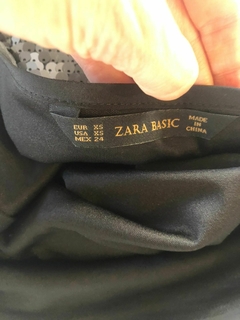 EUR XS
USA XS
MEX 24
ZARA BASIC
MADE
IN
CHINA